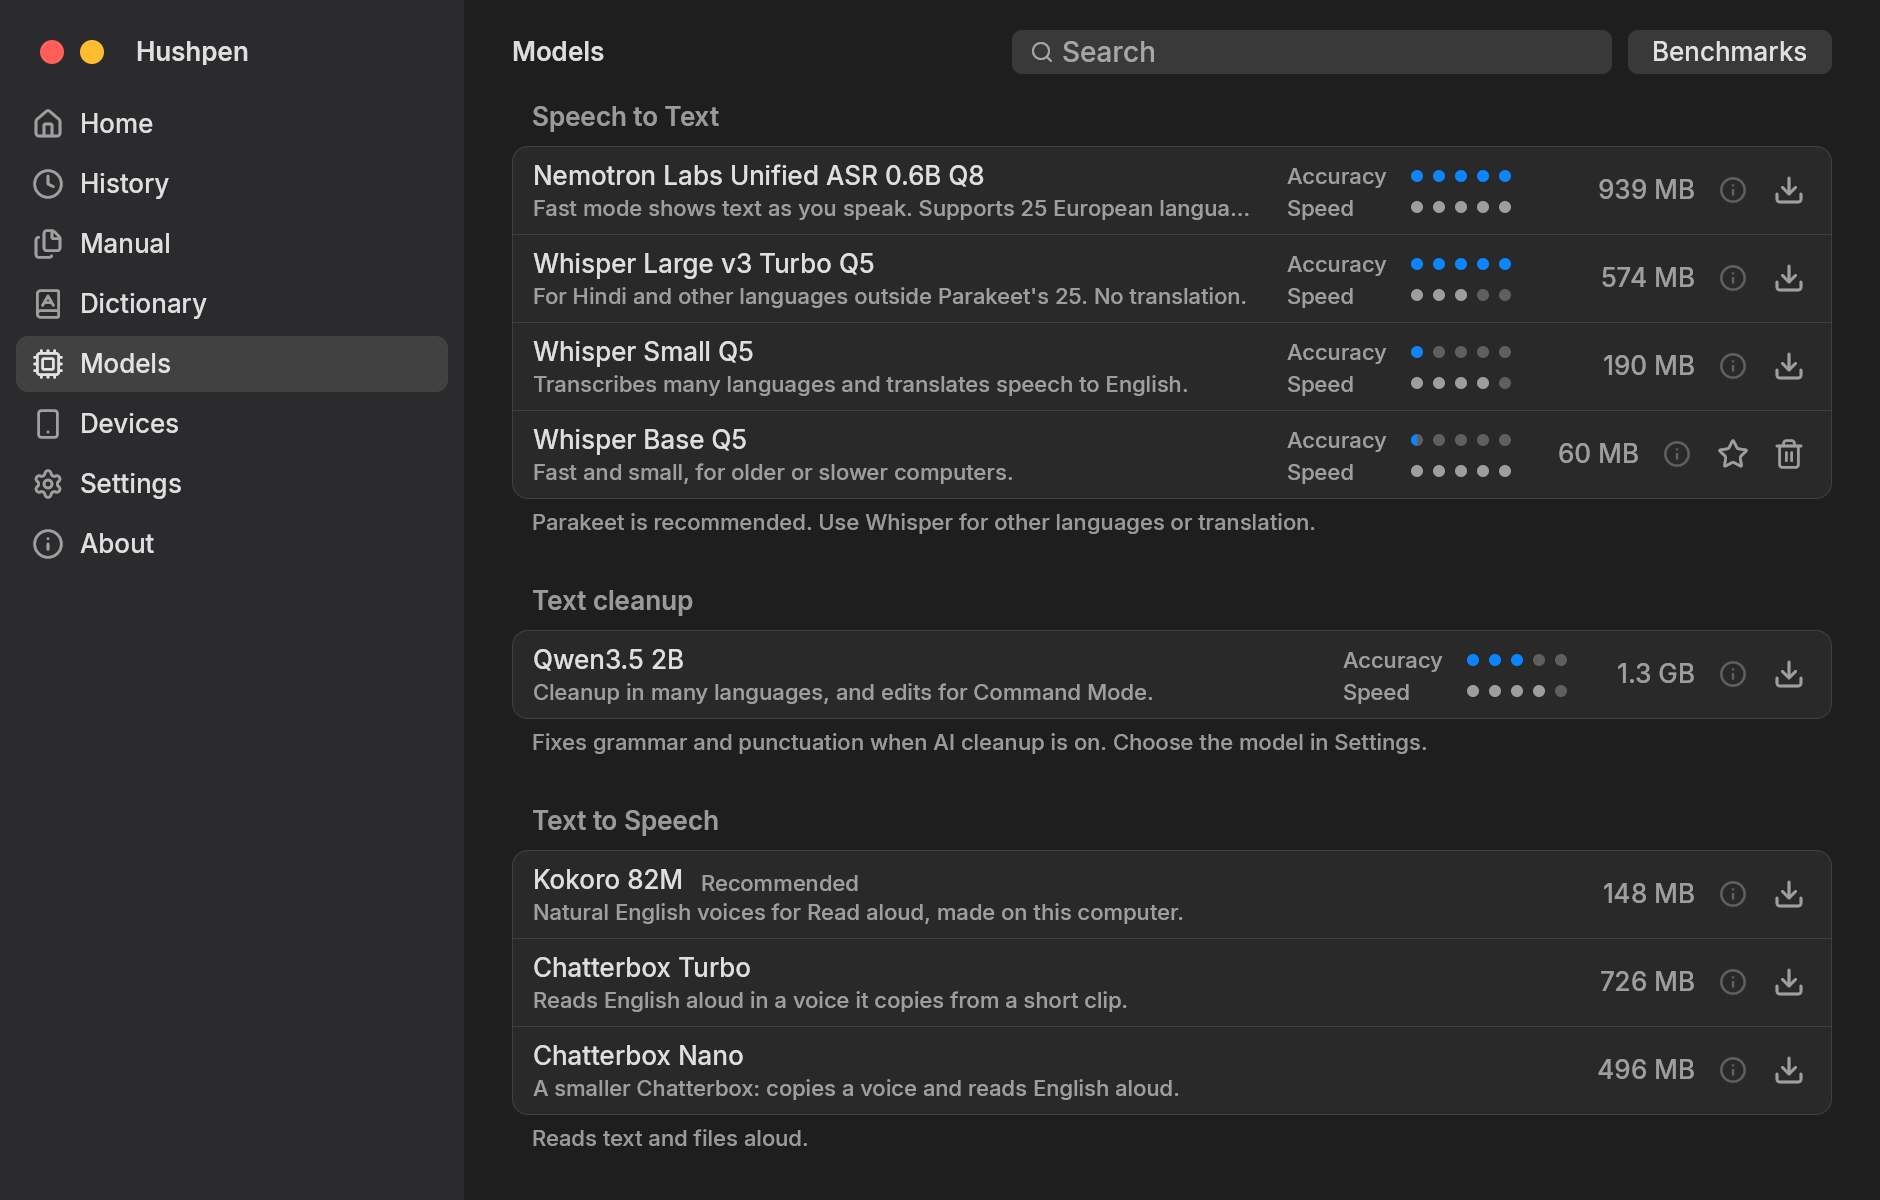 Hushpen
Home
History
Manual
Dictionary
Models
Devices
Settings
About
Models
Search
Benchmarks
Speech to Text
Nemotron Labs Unified ASR 0.6B Q8
Fast mode shows text as you speak. Supports 25 European langua...
Accuracy
Speed
939 MB
Whisper Large v3 Turbo Q5
For Hindi and other languages outside Parakeet's 25. No translation.
Accuracy
Speed
574 MB
Whisper Small Q5
Transcribes many languages and translates speech to English.
Accuracy
Speed
190 MB
Whisper Base Q5
Fast and small, for older or slower computers.
Accuracy
Speed
60 MB
Parakeet is recommended. Use Whisper for other languages or translation.
Text cleanup
Qwen3.5 2B
Cleanup in many languages, and edits for Command Mode.
Accuracy
Speed
1.3 GB
Fixes grammar and punctuation when AI cleanup is on. Choose the model in Settings.
Text to Speech
Kokoro 82M Recommended
Natural English voices for Read aloud, made on this computer.
148 MB
Chatterbox Turbo
Reads English aloud in a voice it copies from a short clip.
726 MB
Chatterbox Nano
A smaller Chatterbox: copies a voice and reads English aloud.
496 MB
Reads text and files aloud.